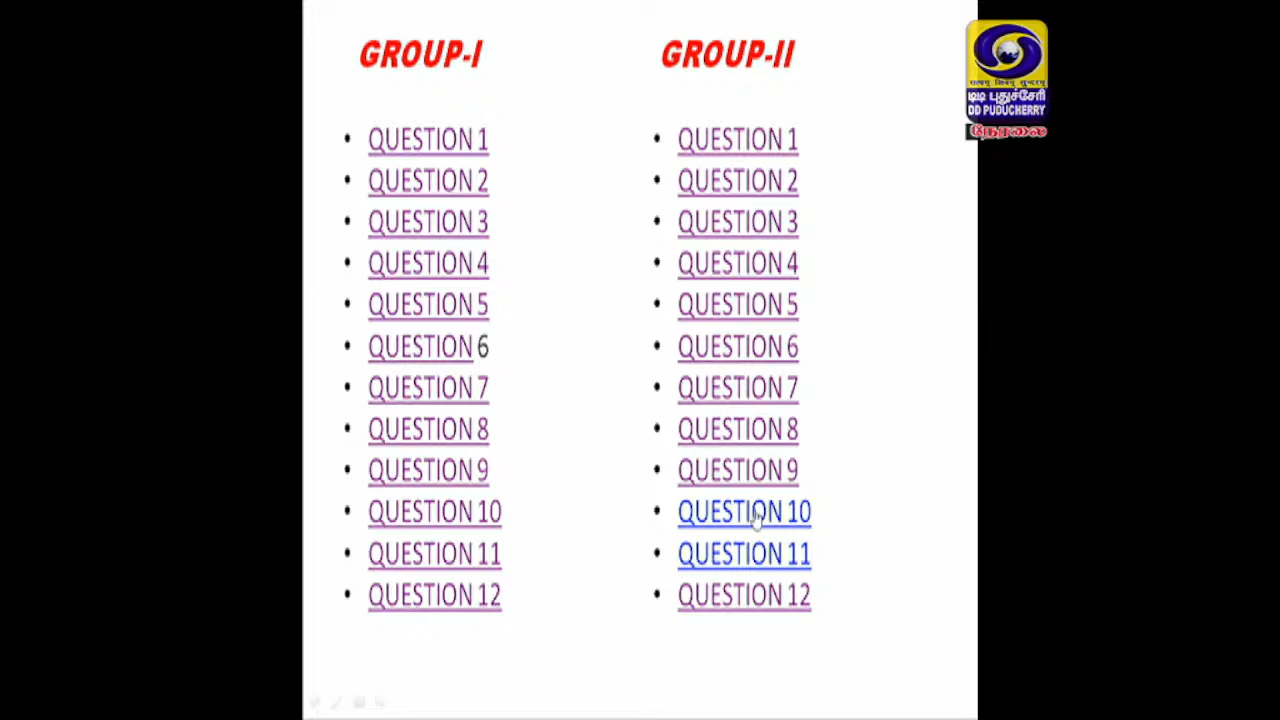 GROUP-I
QUESTION 1
QUESTION 2
QUESTION 3
QUESTION 4
QUESTION 5
QUESTION 6
QUESTION 7
QUESTION 8
QUESTION 9
QUESTION 10
QUESTION 11
QUESTION 12
GROUP-II
QUESTION 1
QUESTION 2
QUESTION 3
QUESTION 4
QUESTION 5
QUESTION 6
QUESTION 7
QUESTION 8
QUESTION 9
QUESTION 10
QUESTION 11
QUESTION 12
டிடி புதுச்சேரி
DD PUDUCHERRY
நேரலை